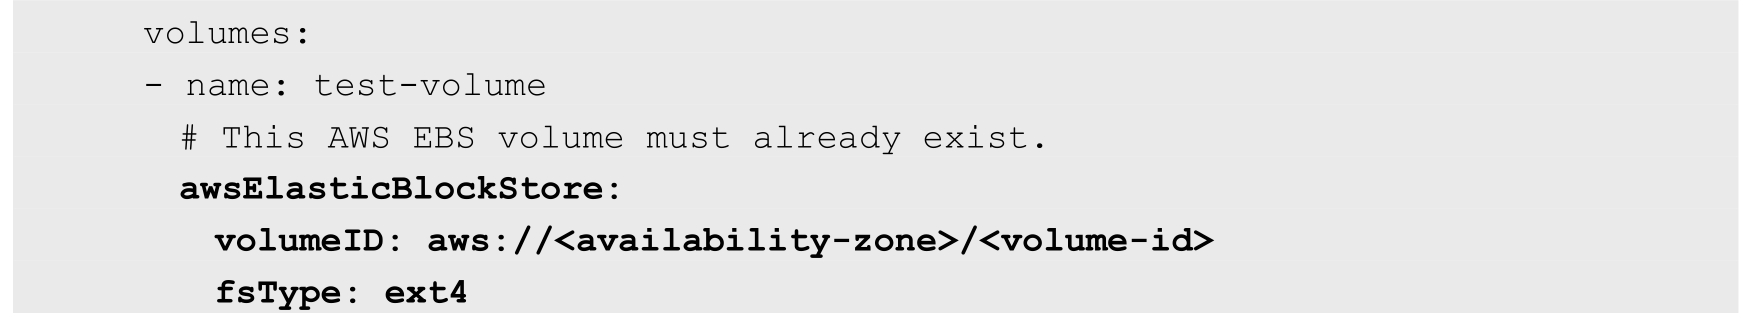 volumes:
- name: test-volume
# This AWS EBS volume must already exist.
awsElasticBlockStore:
volumeID: aws://<availability-zone>/<volume-id>
fsType: ext4